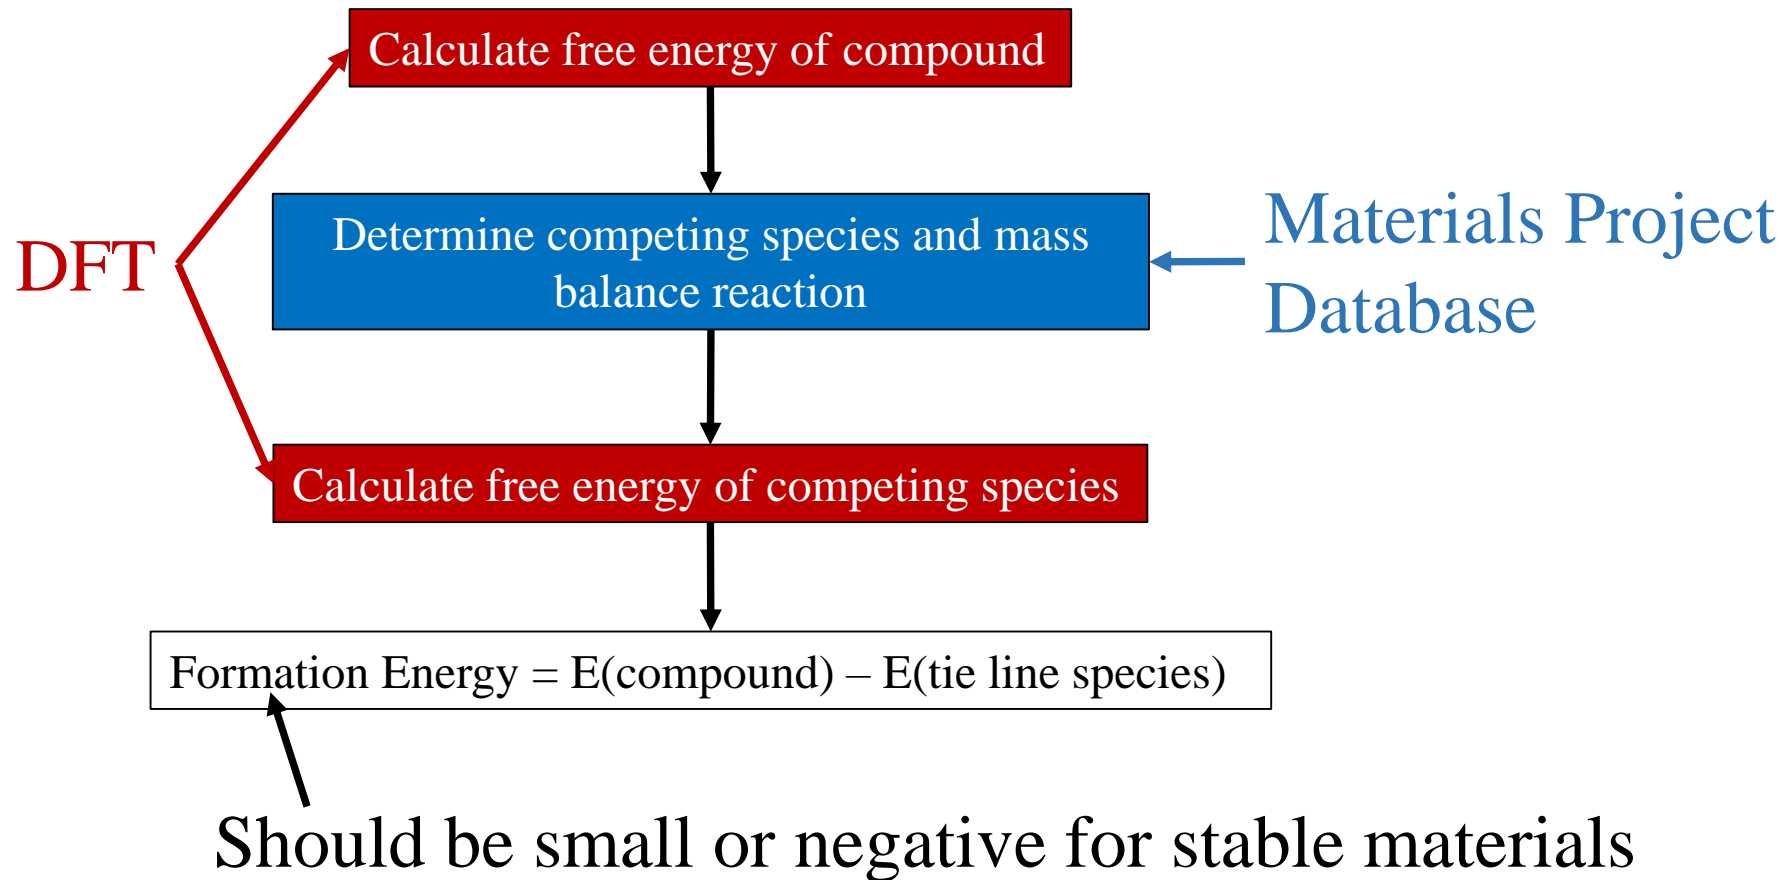 Calculate free energy of compound
DFT
Determine competing species and mass
balance reaction
Materials Project
Database
Calculate free energy of competing species
Formation Energy = E(compound) – E(tie line species)
Should be small or negative for stable materials